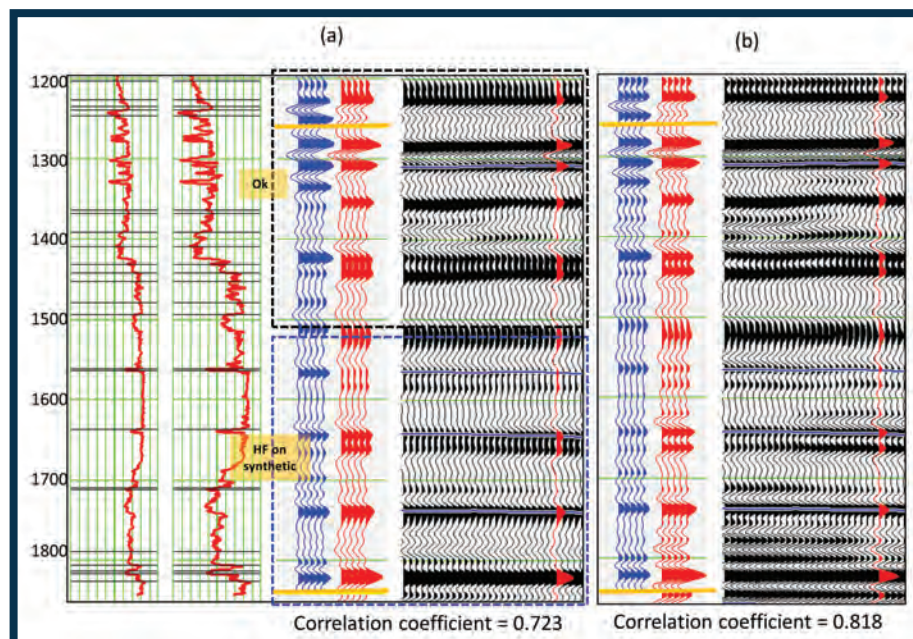 (a)
(b)
1200
1300
Ok
1400
1500
1600
HF on
synthetic
1700
1800
Correlation coefficient = 0.723
Correlation coefficient = 0.818